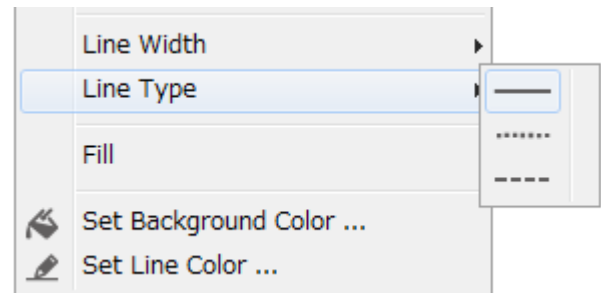 Line Width
Line Type
Fill
Set Background Color ...
Set Line Color ...